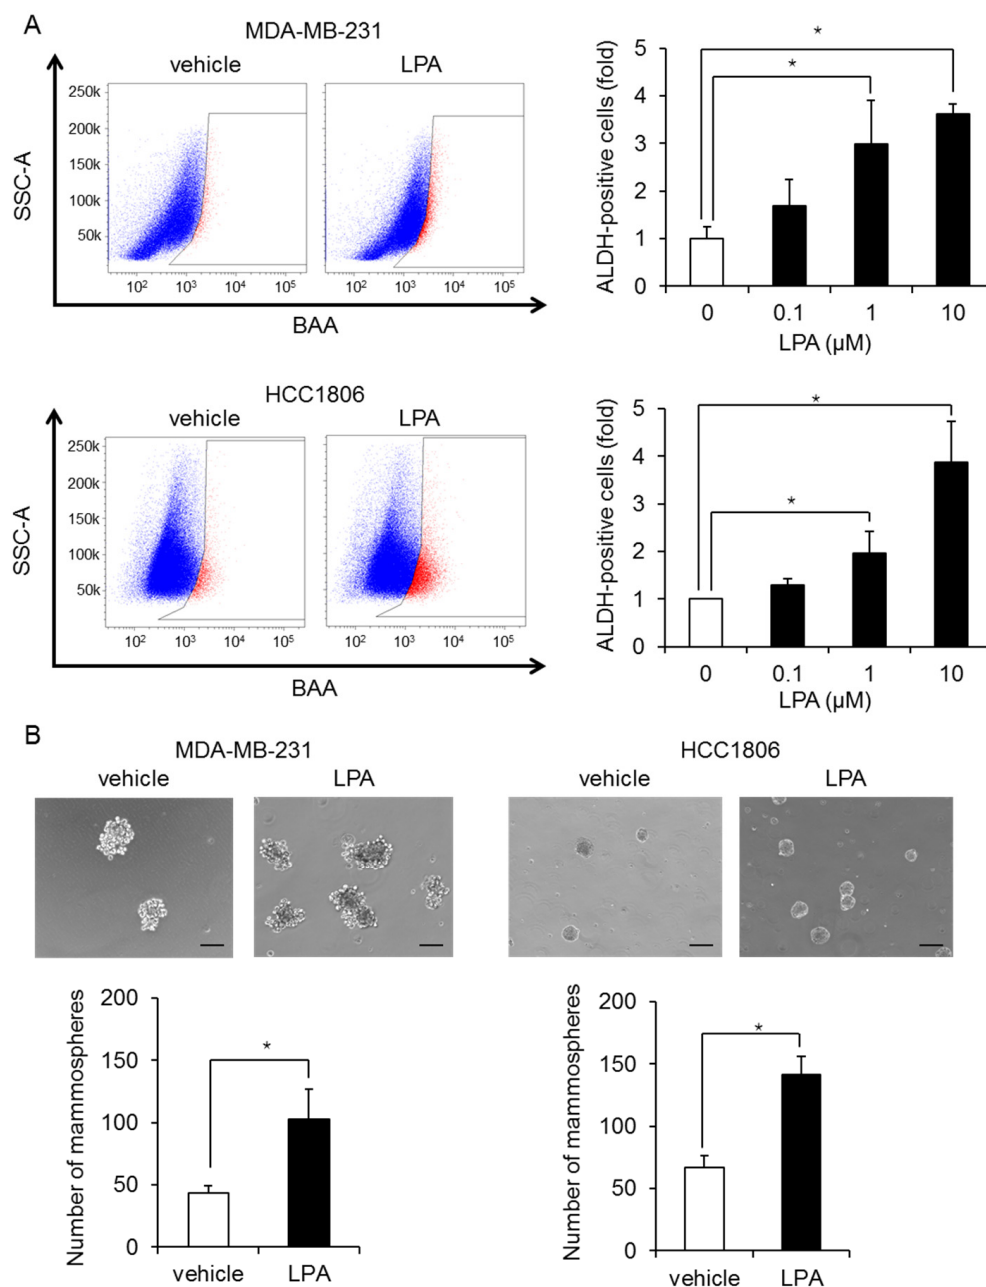 A
MDA-MB-231
vehicle LPA
SSC-A
250k
200k
150k
100k
50k
10² 10³ 10⁴ 10⁵ 10² 10³ 10⁴ 10⁵
BAA
ALDH-positive cells (fold)
5
4
3
2
1
0
* *
0 0.1 1 10
LPA (µM)
HCC1806
vehicle LPA
SSC-A
250k
200k
150k
100k
50k
10² 10³ 10⁴ 10⁵ 10² 10³ 10⁴ 10⁵
BAA
ALDH-positive cells (fold)
5
4
3
2
1
0
* *
0 0.1 1 10
LPA (µM)
B
MDA-MB-231
vehicle LPA
HCC1806
vehicle LPA
Number of mammospheres
200
150
100
50
0
*
vehicle LPA
Number of mammospheres
200
150
100
50
0
*
vehicle LPA